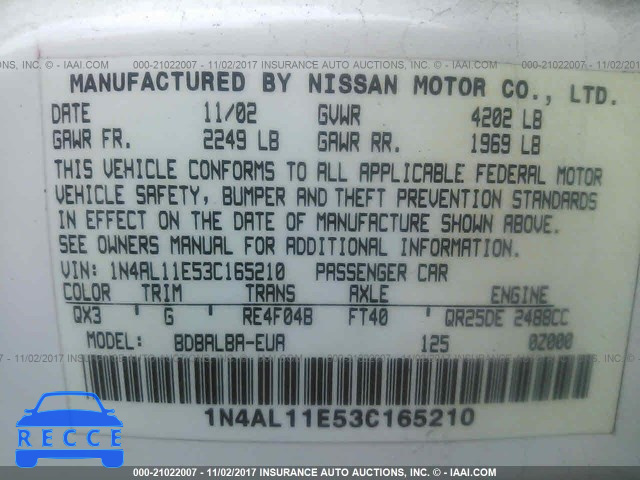 000-21022007 - 11/02/2017 INSURANCE AUTO AUCTIONS INC. - © IAAI.COM
MANUFACTURED BY NISSAN MOTOR CO., LTD.
DATE 11/02 GVWR 4202 LB
GAWR FR. 2249 LB GAWR RR. 1969 LB
THIS VEHICLE CONFORMS TO ALL APPLICABLE FEDERAL MOTOR
VEHICLE SAFETY, BUMPER AND THEFT PREVENTION STANDARDS
IN EFFECT ON THE DATE OF MANUFACTURE SHOWN ABOVE.
SEE OWNERS MANUAL FOR ADDITIONAL INFORMATION.
VIN: 1N4AL11E53C165210 PASSENGER CAR
COLOR TRIM TRANS AXLE ENGINE
QX3 G RE4F04B FT40 QR25DE 2488CC
MODEL: BDBALBA-EUA 125 0Z000
1N4AL11E53C165210
000-21022007 - 11/02/2017 INSURANCE AUTO AUCTIONS INC. - © IAAI.COM